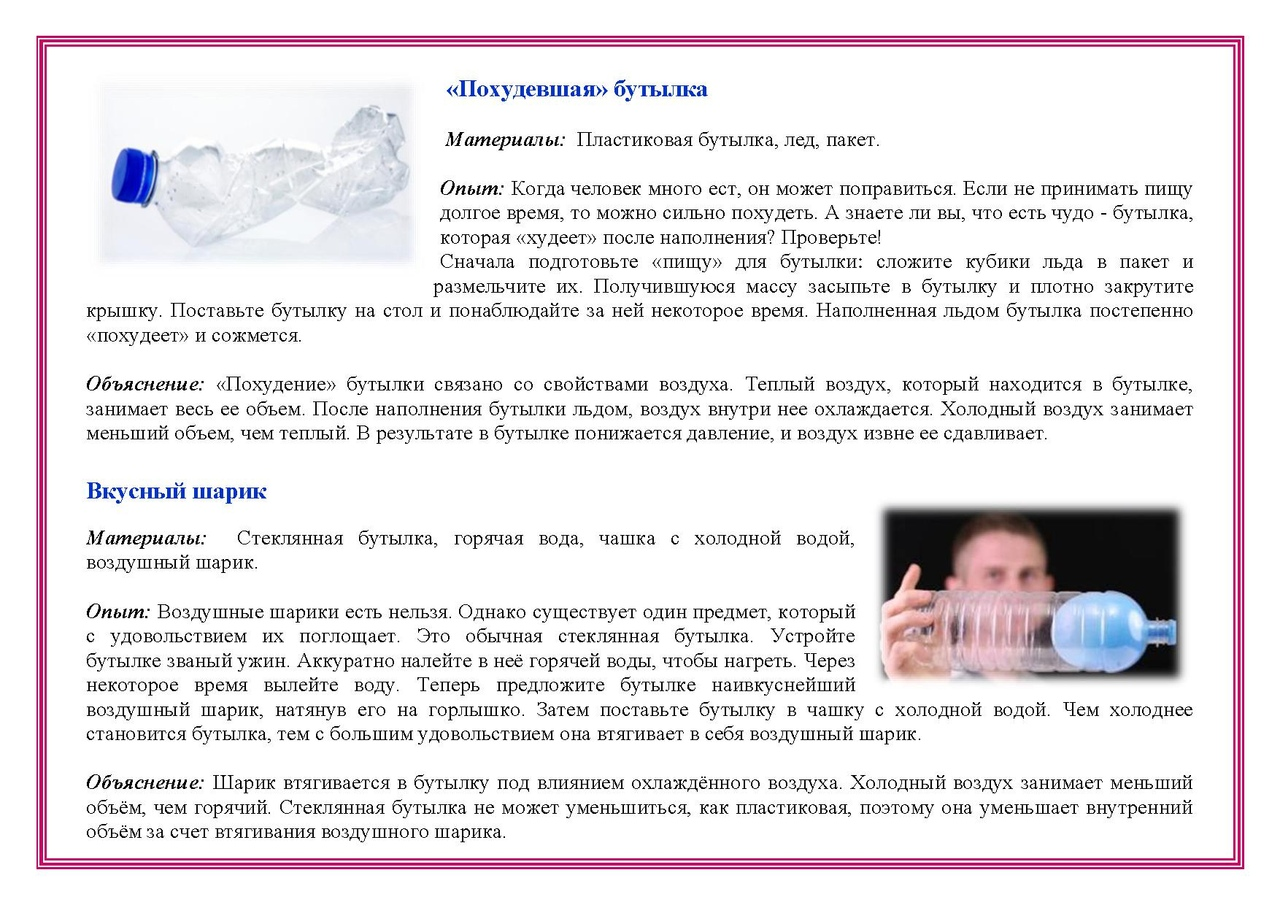 «Похудевшая» бутылка
Материалы: Пластиковая бутылка, лед, пакет.
Опыт: Когда человек много ест, он может поправиться. Если не принимать пищу
долгое время, то можно сильно похудеть. А знаете ли вы, что есть чудо - бутылка,
которая «худеет» после наполнения? Проверьте!
Сначала подготовьте «пищу» для бутылки: сложите кубики льда в пакет и
размельчите их. Получившуюся массу засыпьте в бутылку и плотно закрутите
крышку. Поставьте бутылку на стол и понаблюдайте за ней некоторое время. Наполненная льдом бутылка постепенно
«похудеет» и сожмется.
Объяснение: «Похудение» бутылки связано со свойствами воздуха. Теплый воздух, который находится в бутылке,
занимает весь ее объем. После наполнения бутылки льдом, воздух внутри нее охлаждается. Холодный воздух занимает
меньший объем, чем теплый. В результате в бутылке понижается давление, и воздух извне ее сдавливает.
Вкусный шарик
Материалы: Стеклянная бутылка, горячая вода, чашка с холодной водой,
воздушный шарик.
Опыт: Воздушные шарики есть нельзя. Однако существует один предмет, который
с удовольствием их поглощает. Это обычная стеклянная бутылка. Устройте
бутылке званый ужин. Аккуратно налейте в неё горячей воды, чтобы нагреть. Через
некоторое время вылейте воду. Теперь предложите бутылке наивкуснейший
воздушный шарик, натянув его на горлышко. Затем поставьте бутылку в чашку с холодной водой. Чем холоднее
становится бутылка, тем с большим удовольствием она втягивает в себя воздушный шарик.
Объяснение: Шарик втягивается в бутылку под влиянием охлаждённого воздуха. Холодный воздух занимает меньший
объём, чем горячий. Стеклянная бутылка не может уменьшиться, как пластиковая, поэтому она уменьшает внутренний
объём за счет втягивания воздушного шарика.